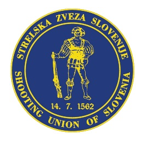 STRELSKA ZVEZA SLOVENIJE
14. 7. 1562
SHOOTING UNION OF SLOVENIA